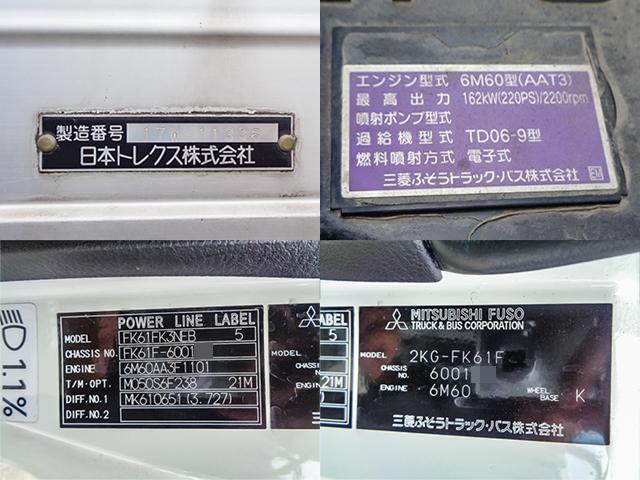 製造番号
日本トレクス株式会社
エンジン型式 6M60型(AAT3)
最高出力 162kW(220PS)/2200rpm
噴射ポンプ型式
過給機型式 TD06-9型
燃料噴射方式 電子式
三菱ふそうトラック・バス株式会社 EM
1.1%
POWER LINE LABEL
MODEL FK61FK3NEB 5
CHASSIS NO. FK61F-6001
ENGINE 6M60AA3F1101
T/M・OPT. M060S6F238 21M
DIFF.NO.1 MK610651(3.727)
DIFF.NO.2
ABEL
5
21M
MITSUBISHI FUSO
TRUCK & BUS CORPORATION
MODEL 2KG-FK61F
CHASSIS NO. 6001
ENGINE 6M60
WHEEL BASE K
三菱ふそうトラック・バス株式会社